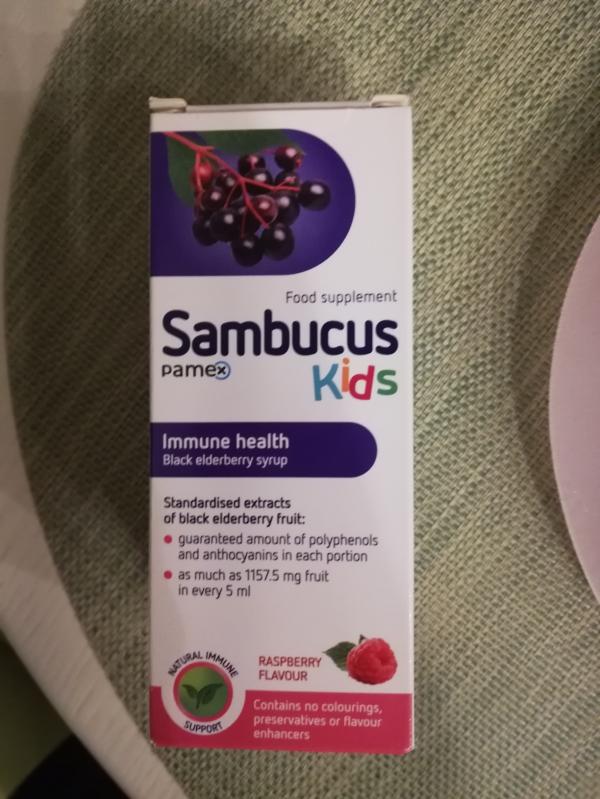 Food supplement
Sambucus
pamex
Kids
Immune health
Black elderberry syrup
Standardised extracts
of black elderberry fruit:
guaranteed amount of polyphenols
and anthocyanins in each portion
as much as 1157.5 mg fruit
in every 5 ml
NATURAL IMMUNE
SUPPORT
RASPBERRY
FLAVOUR
Contains no colourings,
preservatives or flavour
enhancers